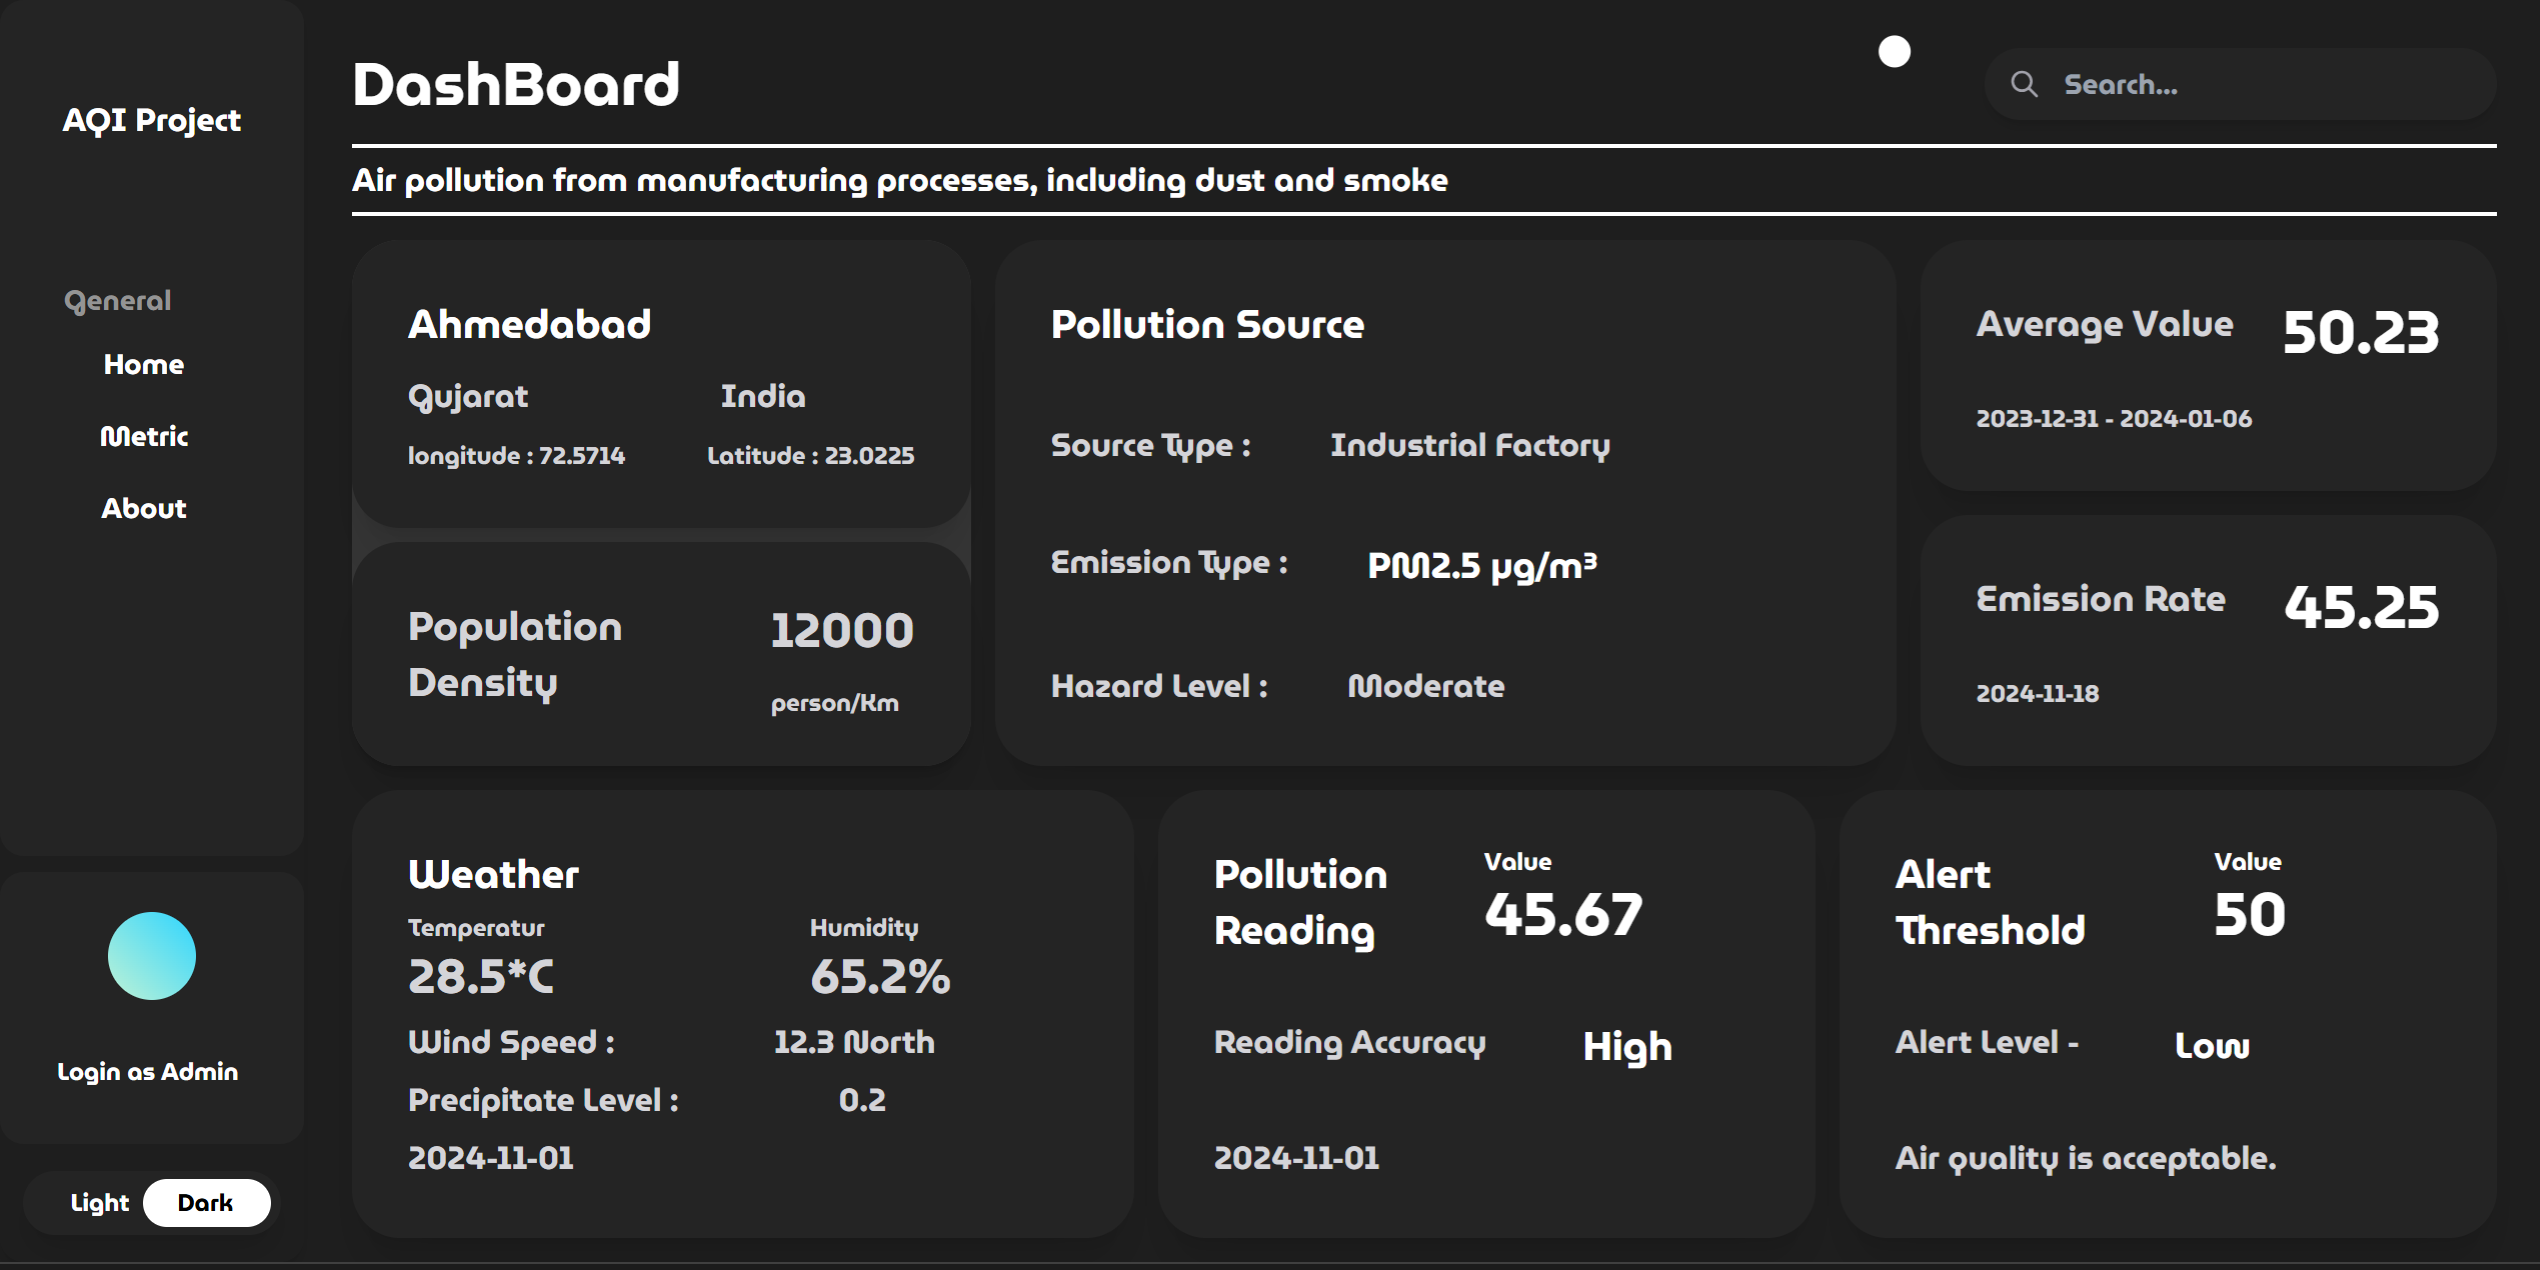 AQI Project
General
Home
Metric
About
Login as Admin
Light Dark
DashBoard
Search...
Air pollution from manufacturing processes, including dust and smoke
Ahmedabad
Gujarat India
longitude : 72.5714 Latitude : 23.0225
Population
Density
12000
person/Km
Pollution Source
Source Type : Industrial Factory
Emission Type : PM2.5 µg/m³
Hazard Level : Moderate
Average Value 50.23
2023-12-31 - 2024-01-06
Emission Rate 45.25
2024-11-18
Weather
Temperatur Humidity
28.5*C 65.2%
Wind Speed : 12.3 North
Precipitate Level : 0.2
2024-11-01
Pollution
Reading
Value
45.67
Reading Accuracy High
2024-11-01
Alert
Threshold
Value
50
Alert Level - Low
Air quality is acceptable.